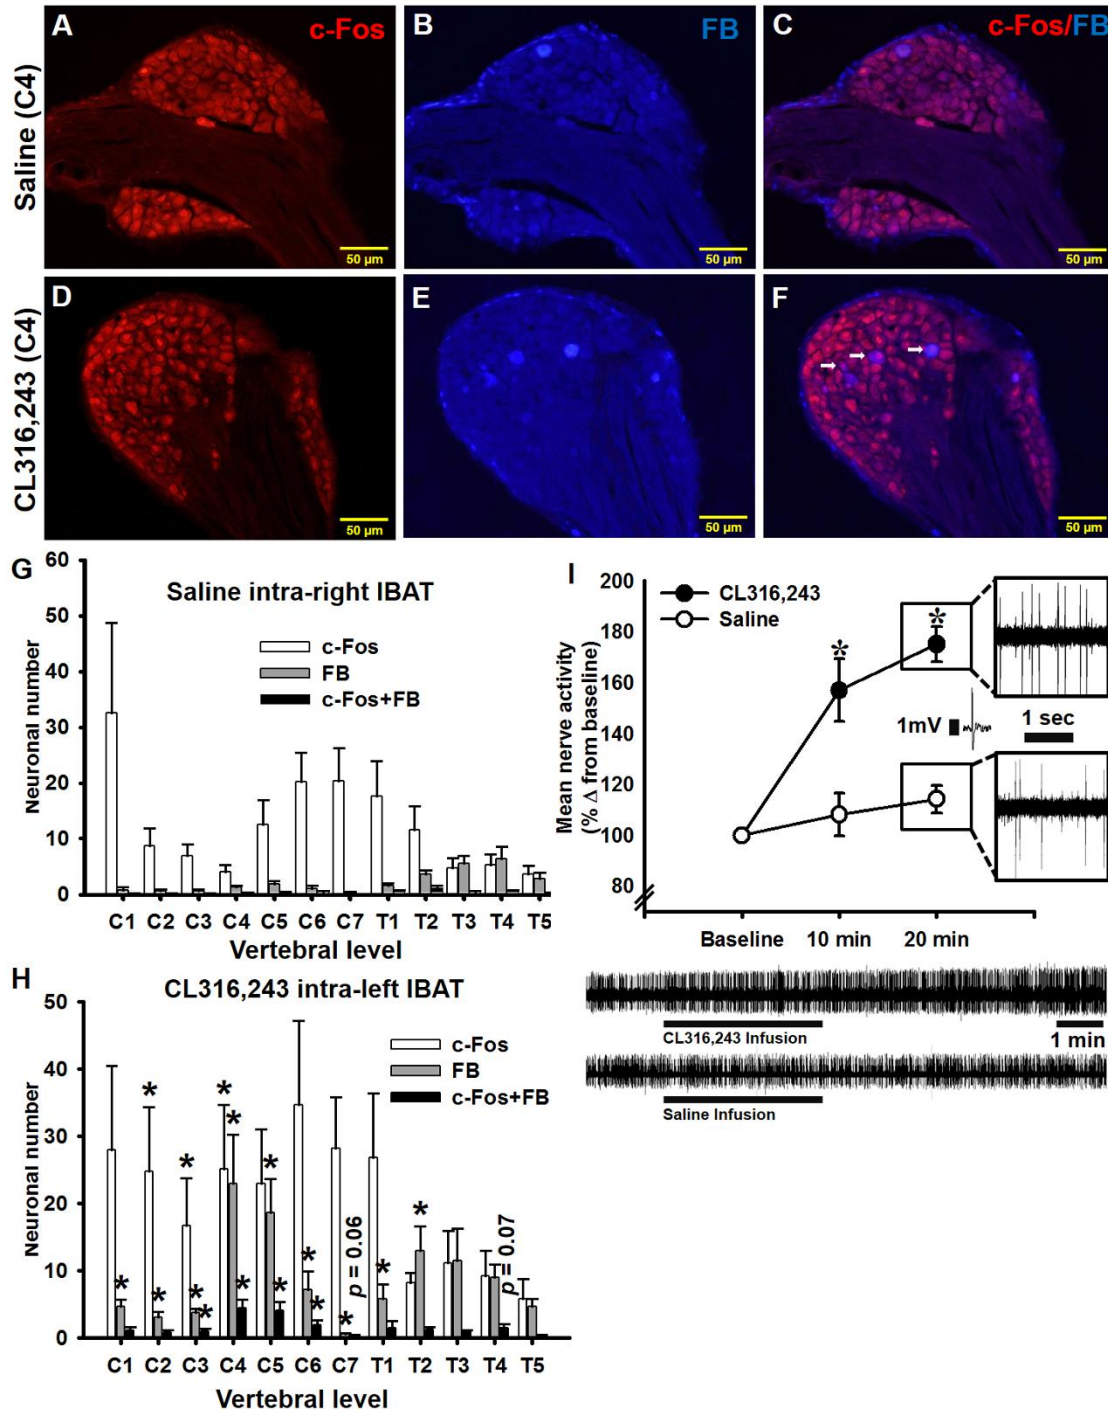 A
c-Fos
B
FB
C
c-Fos/FB
Saline (C4)
50 µm
50 µm
50 µm
D
E
F
CL316,243 (C4)
50 µm
50 µm
50 µm
G
60
50
40
30
20
10
0
Neuronal number
Saline intra-right IBAT
c-Fos
FB
c-Fos+FB
C1 C2 C3 C4 C5 C6 C7 T1 T2 T3 T4 T5
Vertebral level
H
CL316,243 intra-left IBAT
50
40
30
20
10
0
Neuronal number
c-Fos
FB
c-Fos+FB
* * * * * * * * * * * * * * * *
p = 0.06
p = 0.07
C1 C2 C3 C4 C5 C6 C7 T1 T2 T3 T4 T5
Vertebral level
I
200
180
160
140
120
100
80
Mean nerve activity
(% Δ from baseline)
CL316,243
Saline
* *
1mV
1 sec
Baseline 10 min 20 min
CL316,243 Infusion
1 min
Saline Infusion